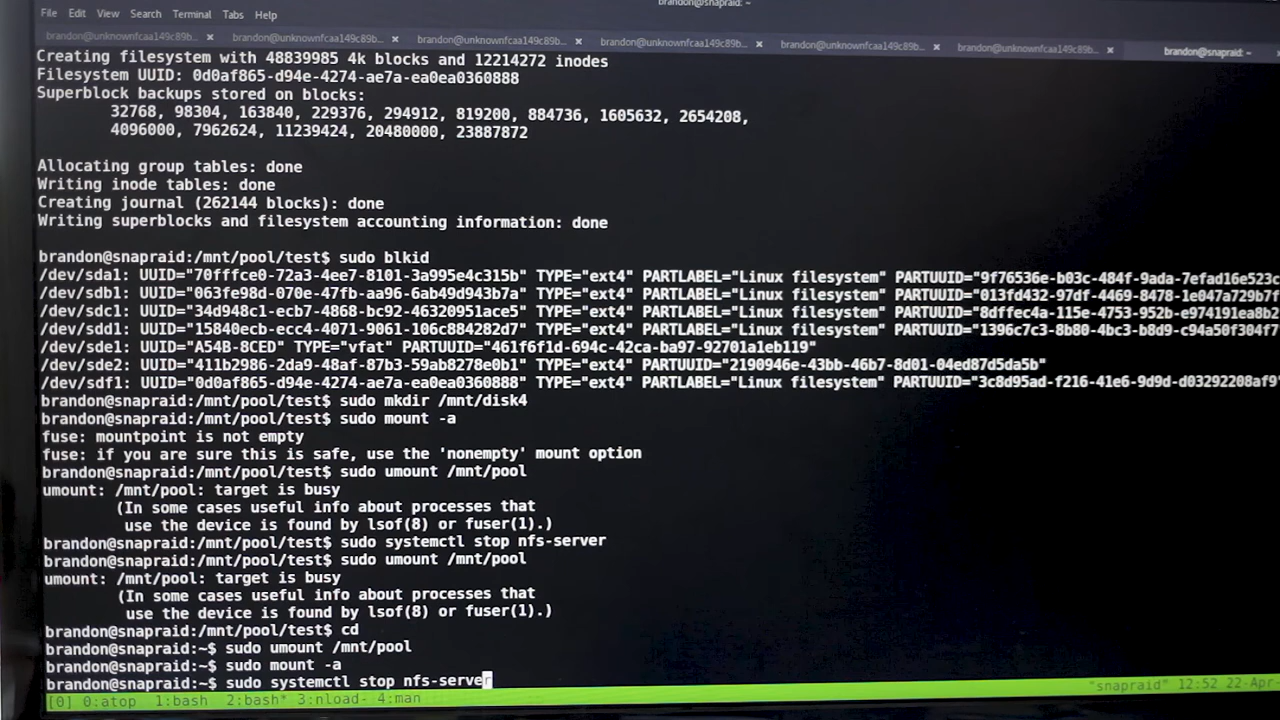 brandon@snapraid: ~
File Edit View Search Terminal Tabs Help
brandon@unknownfcaa149c89b... × brandon@unknownfcaa149c89b... × brandon@unknownfcaa149c89b... × brandon@unknownfcaa149c89b... × brandon@unknownfcaa149c89b... × brandon@unknownfcaa149c89b... × brandon@snapraid: ~ ×
Creating filesystem with 48839985 4k blocks and 12214272 inodes
Filesystem UUID: 0d0af865-d94e-4274-ae7a-ea0ea0360888
Superblock backups stored on blocks:
32768, 98304, 163840, 229376, 294912, 819200, 884736, 1605632, 2654208,
4096000, 7962624, 11239424, 20480000, 23887872
Allocating group tables: done
Writing inode tables: done
Creating journal (262144 blocks): done
Writing superblocks and filesystem accounting information: done
brandon@snapraid:/mnt/pool/test$ sudo blkid
/dev/sda1: UUID="70fffce0-72a3-4ee7-8101-3a995e4c315b" TYPE="ext4" PARTLABEL="Linux filesystem" PARTUUID="9f76536e-b03c-484f-9ada-7efad16e523c
/dev/sdb1: UUID="063fe98d-070e-47fb-aa96-6ab49d943b7a" TYPE="ext4" PARTLABEL="Linux filesystem" PARTUUID="013fd432-97df-4469-8478-1e047a729b7f
/dev/sdc1: UUID="34d948c1-ecb7-4868-bc92-46320951ace5" TYPE="ext4" PARTLABEL="Linux filesystem" PARTUUID="8dffec4a-115e-4753-952b-e974191ea8b2
/dev/sdd1: UUID="15840ecb-ecc4-4071-9061-106c884282d7" TYPE="ext4" PARTLABEL="Linux filesystem" PARTUUID="1396c7c3-8b80-4bc3-b8d9-c94a50f304f7
/dev/sde1: UUID="A54B-8CED" TYPE="vfat" PARTUUID="461f6f1d-694c-42ca-ba97-92701a1eb119"
/dev/sde2: UUID="411b2986-2da9-48af-87b3-59ab8278e0b1" TYPE="ext4" PARTUUID="2190946e-43bb-46b7-8d01-04ed87d5da5b"
/dev/sdf1: UUID="0d0af865-d94e-4274-ae7a-ea0ea0360888" TYPE="ext4" PARTLABEL="Linux filesystem" PARTUUID="3c8d95ad-f216-41e6-9d9d-d03292208af9"
brandon@snapraid:/mnt/pool/test$ sudo mkdir /mnt/disk4
brandon@snapraid:/mnt/pool/test$ sudo mount -a
fuse: mountpoint is not empty
fuse: if you are sure this is safe, use the 'nonempty' mount option
brandon@snapraid:/mnt/pool/test$ sudo umount /mnt/pool
umount: /mnt/pool: target is busy
(In some cases useful info about processes that
use the device is found by lsof(8) or fuser(1).)
brandon@snapraid:/mnt/pool/test$ sudo systemctl stop nfs-server
brandon@snapraid:/mnt/pool/test$ sudo umount /mnt/pool
umount: /mnt/pool: target is busy
(In some cases useful info about processes that
use the device is found by lsof(8) or fuser(1).)
brandon@snapraid:/mnt/pool/test$ cd
brandon@snapraid:~$ sudo umount /mnt/pool
brandon@snapraid:~$ sudo mount -a
brandon@snapraid:~$ sudo systemctl stop nfs-server
[0] 0:atop 1:bash 2:bash* 3:nload- 4:man "snapraid" 12:52 22-Apr-